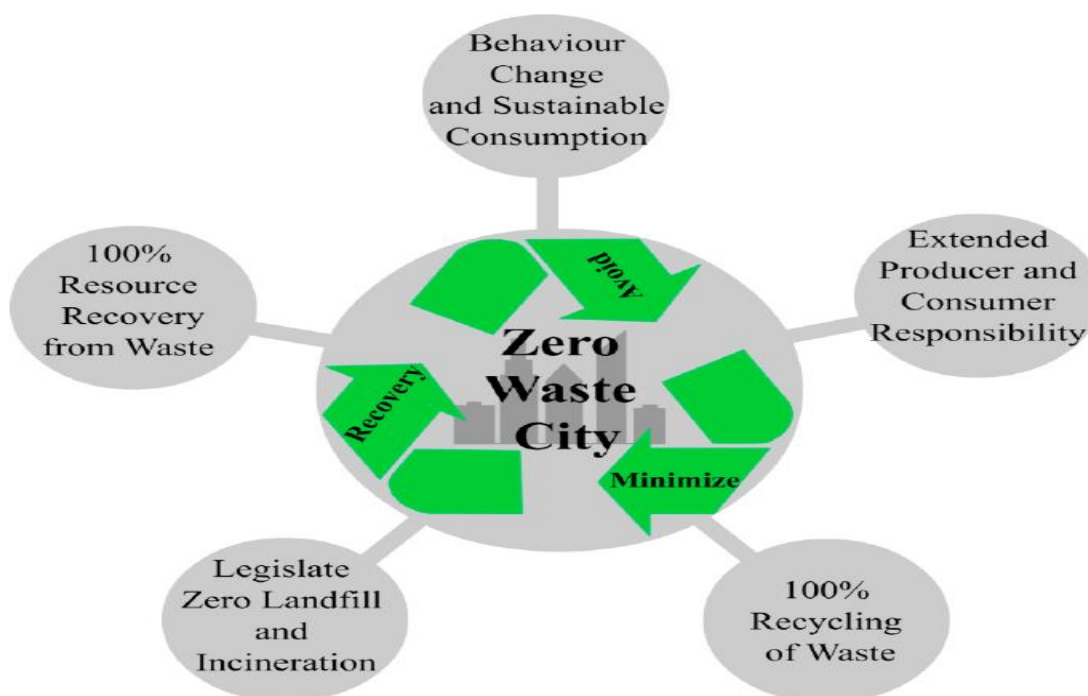 Behaviour
Change
and Sustainable
Consumption
100%
Resource
Recovery
from Waste
Extended
Producer and
Consumer
Responsibility
Avoid
Zero
Waste
City
Recovery
Minimize
Legislate
Zero Landfill
and
Incineration
100%
Recycling
of Waste